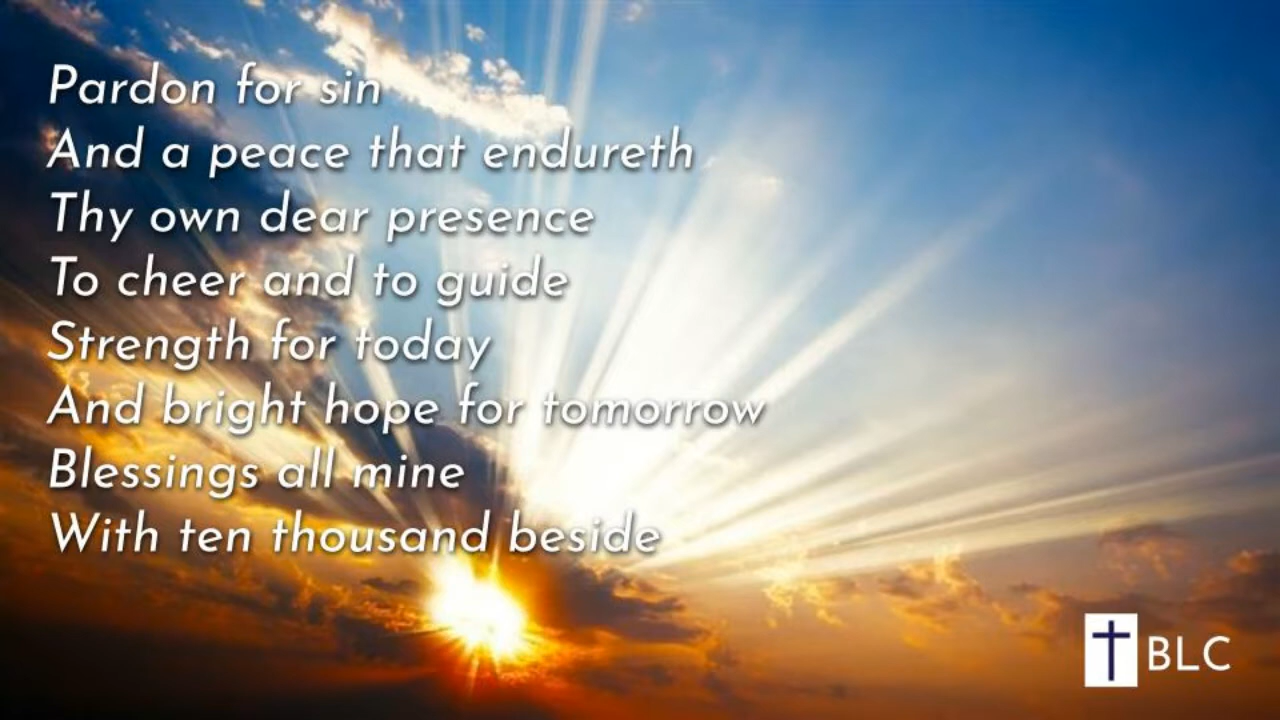 Pardon for sin
And a peace that endureth
Thy own dear presence
To cheer and to guide
Strength for today
And bright hope for tomorrow
Blessings all mine
With ten thousand beside
BLC